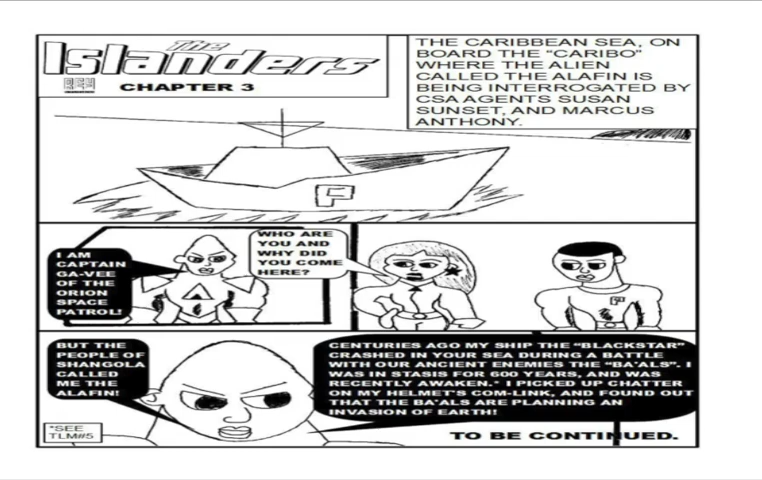 The
Islanders
CHAPTER 3
THE CARIBBEAN SEA, ON
BOARD THE "CARIBO"
WHERE THE ALIEN
CALLED THE ALAFIN IS
BEING INTERROGATED BY
CSA AGENTS SUSAN
SUNSET, AND MARCUS
ANTHONY.
F
I AM
CAPTAIN
GA-VEE
OF THE
ORION
SPACE
PATROL!
WHO ARE
YOU AND
WHY DID
YOU COME
HERE?
F
BUT THE
PEOPLE OF
SHANGOLA
CALLED
ME THE
ALAFIN!
CENTURIES AGO MY SHIP THE "BLACKSTAR"
CRASHED IN YOUR SEA DURING A BATTLE
WITH OUR ANCIENT ENEMIES THE "BA'ALS". I
WAS IN STASIS FOR 600 YEARS, AND WAS
RECENTLY AWAKEN.* I PICKED UP CHATTER
ON MY HELMET'S COM-LINK, AND FOUND OUT
THAT THE BA'ALS ARE PLANNING AN
INVASION OF EARTH!
*SEE
TLM#5
TO BE CONTINUED.